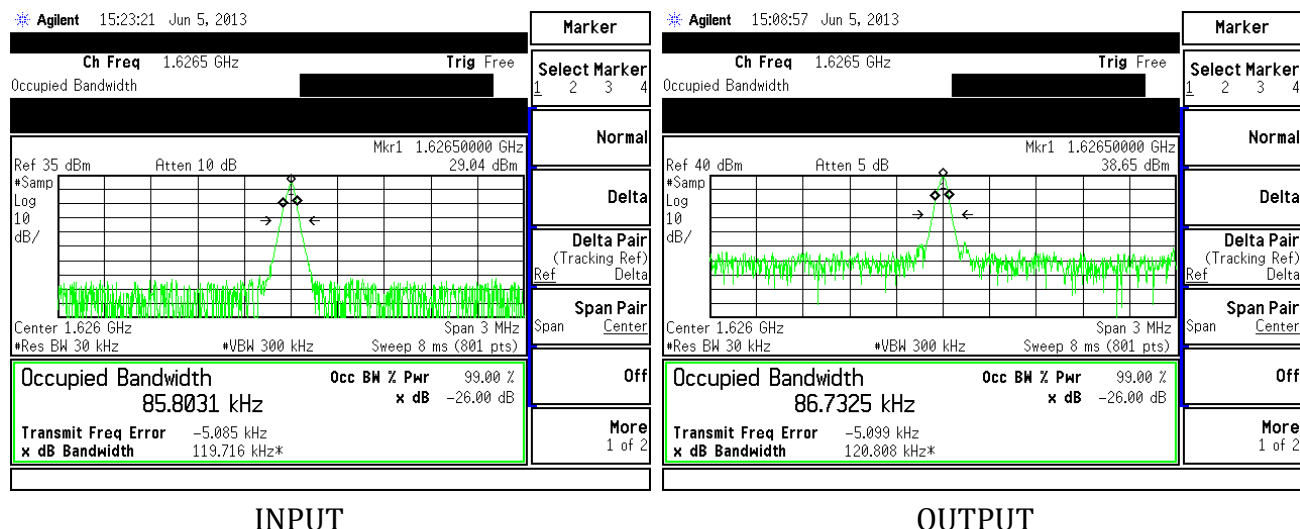 Agilent 15:23:21 Jun 5, 2013
Marker
Ch Freq 1.6265 GHz
Trig Free
Occupied Bandwidth
Select Marker
1 2 3 4
Normal
Mkr1 1.62650000 GHz
Ref 35 dBm
Atten 10 dB
29.04 dBm
#Samp
Log
10
dB/
Delta
Delta Pair
(Tracking Ref)
Ref Delta
Span Pair
Span Center
Center 1.626 GHz
Span 3 MHz
#Res BW 30 kHz
#VBW 300 kHz
Sweep 8 ms (801 pts)
Off
Occupied Bandwidth
85.8031 kHz
Occ BW % Pwr 99.00 %
x dB -26.00 dB
Transmit Freq Error -5.085 kHz
x dB Bandwidth 119.716 kHz*
More
1 of 2
INPUT
Agilent 15:08:57 Jun 5, 2013
Marker
Ch Freq 1.6265 GHz
Trig Free
Occupied Bandwidth
Select Marker
1 2 3 4
Normal
Mkr1 1.62650000 GHz
Ref 40 dBm
Atten 5 dB
38.65 dBm
#Samp
Log
10
dB/
Delta
Delta Pair
(Tracking Ref)
Ref Delta
Span Pair
Span Center
Center 1.626 GHz
Span 3 MHz
#Res BW 30 kHz
#VBW 300 kHz
Sweep 8 ms (801 pts)
Off
Occupied Bandwidth
86.7325 kHz
Occ BW % Pwr 99.00 %
x dB -26.00 dB
Transmit Freq Error -5.099 kHz
x dB Bandwidth 120.808 kHz*
More
1 of 2
OUTPUT